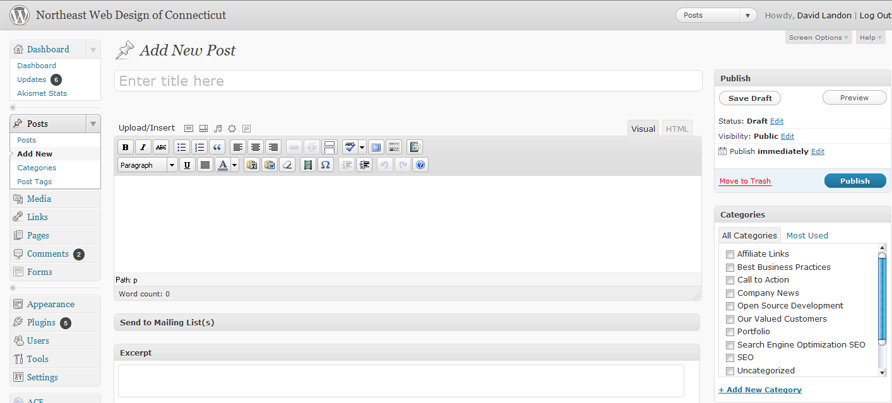 Northeast Web Design of Connecticut
Posts
Howdy, David Landon | Log Out
Screen Options
Help
Dashboard
Dashboard
Updates 6
Akismet Stats
Posts
Posts
Add New
Categories
Post Tags
Media
Links
Pages
Comments 2
Forms
Appearance
Plugins 5
Users
Tools
Settings
ACF
Add New Post
Enter title here
Upload/Insert
Visual
HTML
B I ABC
ABC
Paragraph
U
A
Ω
Path: p
Word count: 0
Send to Mailing List(s)
Excerpt
Publish
Save Draft
Preview
Status: Draft Edit
Visibility: Public Edit
Publish immediately Edit
Move to Trash
Publish
Categories
All Categories
Most Used
Affiliate Links
Best Business Practices
Call to Action
Company News
Open Source Development
Our Valued Customers
Portfolio
Search Engine Optimization SEO
SEO
Uncategorized
+ Add New Category